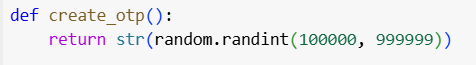 def create_otp():
    return str(random.randint(100000, 999999))